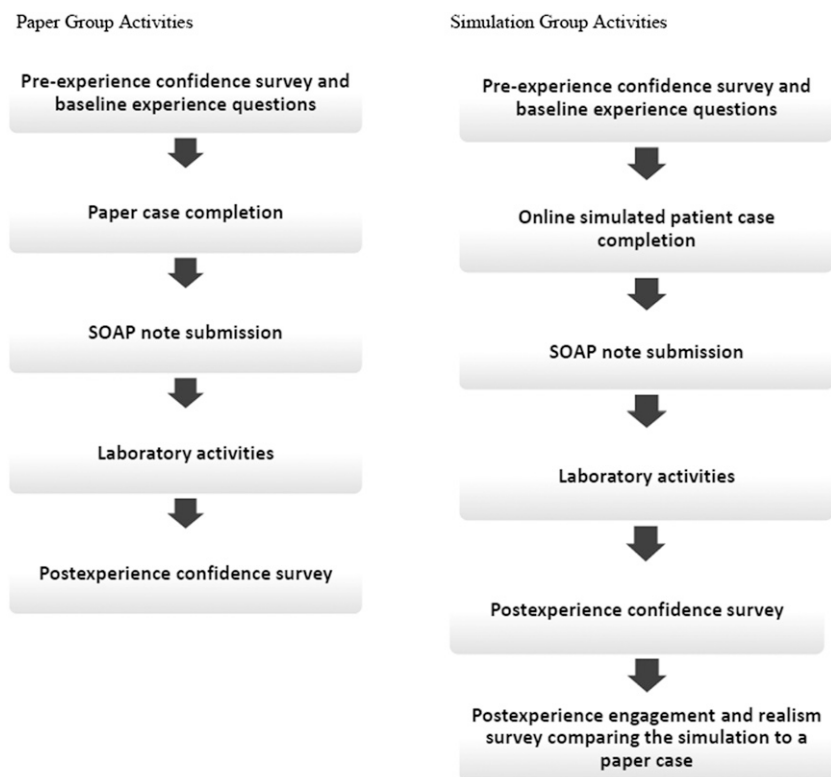 Paper Group Activities
Pre-experience confidence survey and
baseline experience questions
Paper case completion
SOAP note submission
Laboratory activities
Postexperience confidence survey
Simulation Group Activities
Pre-experience confidence survey and
baseline experience questions
Online simulated patient case
completion
SOAP note submission
Laboratory activities
Postexperience confidence survey
Postexperience engagement and realism
survey comparing the simulation to a
paper case